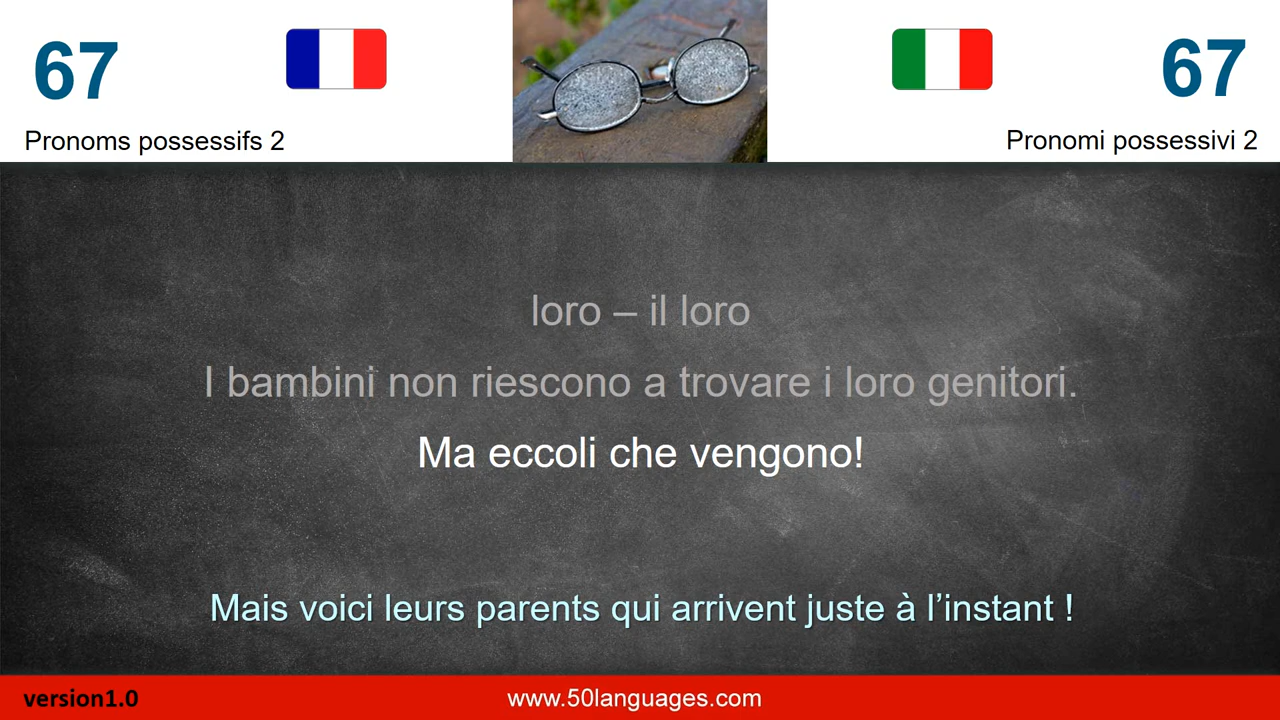 67
67
Pronoms possessifs 2
Pronomi possessivi 2
loro – il loro
I bambini non riescono a trovare i loro genitori.
Ma eccoli che vengono!
Mais voici leurs parents qui arrivent juste à l’instant !
version1.0
www.50languages.com